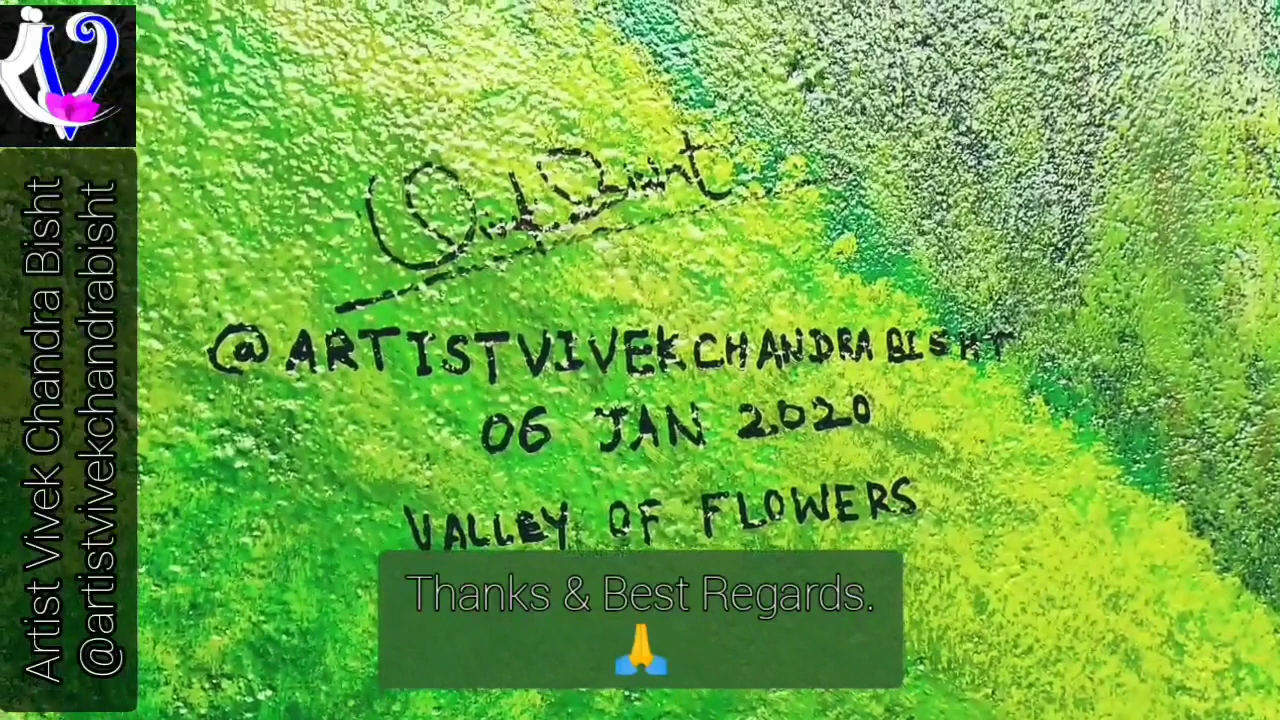 Artist Vivek Chandra Bisht
@artistvivekchandrabisht
@ARTISTVIVEKCHANDRABISHT
06 JAN 2020
VALLEY OF FLOWERS
Thanks & Best Regards.
🙏